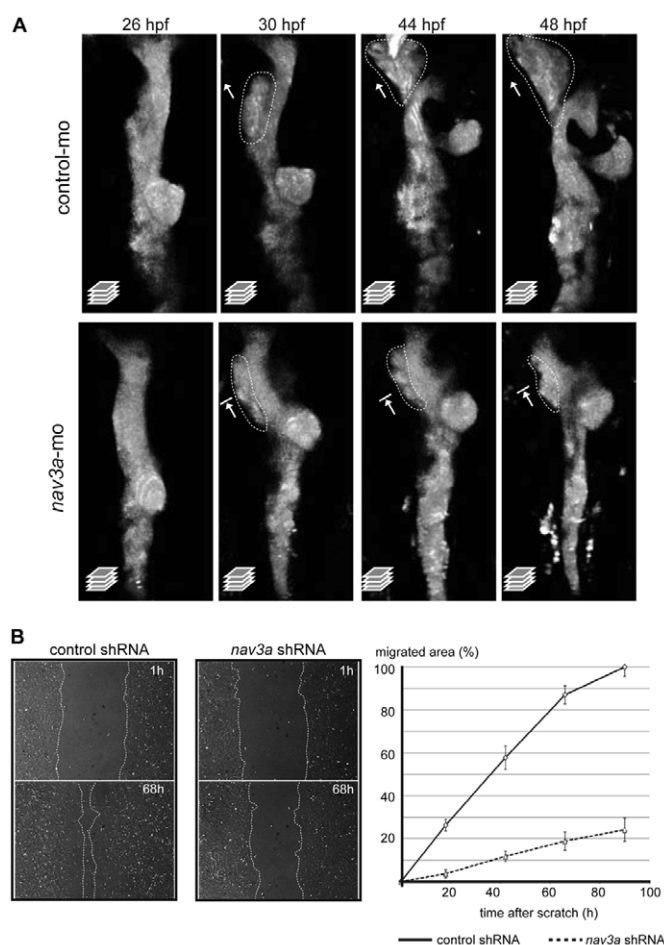 A
26 hpf 30 hpf 44 hpf 48 hpf
control-mo
nav3a-mo
B
control shRNA nav3a shRNA
1h 1h
68h 68h
migrated area (%)
100
80
60
40
20
20 40 60 80 100
time after scratch (h)
control shRNA nav3a shRNA